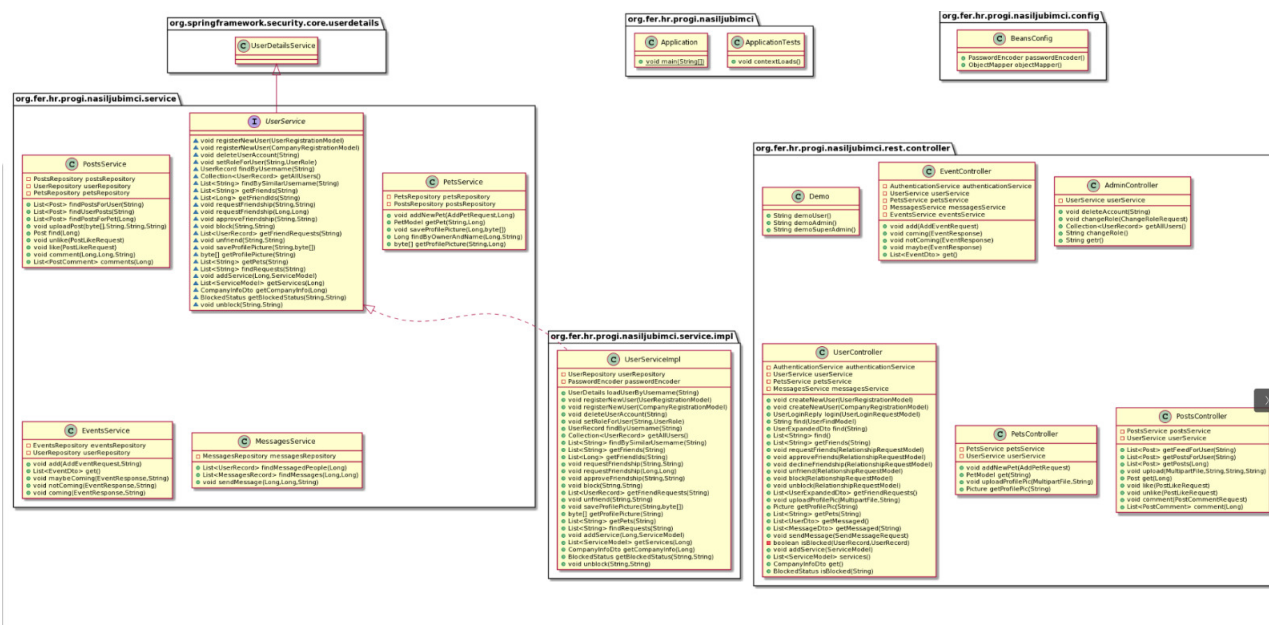 org.springframework.security.core.userdetails
C UserDetailsService
org.fer.hr.progi.nasiljubimci
C Application
void main(String[])
C ApplicationTests
void contextLoads()
org.fer.hr.progi.nasiljubimci.config
C BeansConfig
PasswordEncoder passwordEncoder()
ObjectMapper objectMapper()
org.fer.hr.progi.nasiljubimci.service
C PostsService
PostsRepository postsRepository
UserRepository userRepository
PetsRepository petsRepository
List<Post> findPostsForUser(String)
List<Post> findUserPosts(String)
List<Post> findPostsForPet(Long)
void uploadPost(byte[],String,String,Long)
Post find(Long)
void unlike(PostLikeRequest)
void like(PostLikeRequest)
void comment(Long,Long,String)
List<PostComment> comments(Long)
I UserService
void registerNewUser(UserRegistrationModel)
void registerNewUser(CompanyRegistrationModel)
void deleteUserAccount(String)
void setRoleForUser(String,UserRole)
UserRecord findByUsername(String)
Collection<UserRecord> getAllUsers()
List<String> findBySimilarUsername(String)
List<String> getFriends(String)
List<Long> getFriendIds(String)
void requestFriendship(String,String)
void requestFriendship(Long,Long)
void approveFriendship(String,String)
void block(String,String)
List<UserRecord> getFriendRequests(String)
void unfriend(String,String)
void saveProfilePicture(String,byte[])
byte[] getProfilePicture(String)
List<String> getPets(String)
List<String> findRequests(String)
void addService(Long,ServiceModel)
List<ServiceModel> getServices(Long)
CompanyInfoDto getCompanyInfo(Long)
BlockedStatus getBlockedStatus(String,String)
void unblock(String,String)
C PetsService
PetsRepository petsRepository
PostsRepository postsRepository
void addNewPet(AddPetRequest,Long)
PetModel getPet(String,Long)
void saveProfilePicture(Long,byte[])
Long findByOwnerAndName(Long,String)
byte[] getProfilePicture(String,Long)
C EventsService
EventsRepository eventsRepository
UserRepository userRepository
void add(AddEventRequest,String)
List<EventDto> get()
void maybeComing(EventResponse,String)
void notComing(EventResponse,String)
void coming(EventResponse,String)
C MessagesService
MessagesRepository messagesRepository
List<UserRecord> findMessagedPeople(Long)
List<MessagesRecord> findMessages(Long,Long)
void sendMessage(Long,Long,String)
org.fer.hr.progi.nasiljubimci.service.impl
C UserServiceImpl
UserRepository userRepository
PasswordEncoder passwordEncoder
UserDetails loadUserByUsername(String)
void registerNewUser(UserRegistrationModel)
void registerNewUser(CompanyRegistrationModel)
void deleteUserAccount(String)
void setRoleForUser(String,UserRole)
UserRecord findByUsername(String)
Collection<UserRecord> getAllUsers()
List<String> findBySimilarUsername(String)
List<String> getFriends(String)
List<Long> getFriendIds(String)
void requestFriendship(String,String)
void requestFriendship(Long,Long)
void approveFriendship(String,String)
void block(String,String)
List<UserRecord> getFriendRequests(String)
void unfriend(String,String)
void saveProfilePicture(String,byte[])
byte[] getProfilePicture(String)
List<String> getPets(String)
List<String> findRequests(String)
void addService(Long,ServiceModel)
List<ServiceModel> getServices(Long)
CompanyInfoDto getCompanyInfo(Long)
BlockedStatus getBlockedStatus(String,String)
void unblock(String,String)
org.fer.hr.progi.nasiljubimci.rest.controller
C Demo
String demoUser()
String demoAdmin()
String demoSuperAdmin()
C EventController
AuthenticationService authenticationService
UserService userService
PetsService petsService
MessagesService messagesService
EventsService eventsService
void add(AddEventRequest)
void coming(EventResponse)
void notComing(EventResponse)
void maybe(EventResponse)
List<EventDto> get()
C AdminController
UserService userService
void deleteAccount(String)
void changeRole(ChangeRoleRequest)
Collection<UserRecord> getAllUsers()
String changeRole()
String getr()
C UserController
AuthenticationService authenticationService
UserService userService
PetsService petsService
MessagesService messagesService
void createNewUser(UserRegistrationModel)
void createNewUser(CompanyRegistrationModel)
UserLoginReply login(UserLoginRequestModel)
String find(UserFindModel)
UserExpandedDto find(String)
List<String> find()
List<String> getFriends(String)
void requestFriends(RelationshipRequestModel)
void approveFriends(RelationshipRequestModel)
void declineFriendship(RelationshipRequestModel)
void unfriend(RelationshipRequestModel)
void block(RelationshipRequestModel)
void unblock(RelationshipRequestModel)
List<UserExpandedDto> getFriendRequests()
void uploadProfilePic(MultipartFile,String)
Picture getProfilePic(String)
List<String> getPets(String)
List<UserDto> getMessaged()
List<MessageDto> getMessaged(String)
void sendMessage(SendMessageRequest)
boolean isBlocked(UserRecord,UserRecord)
void addService(ServiceModel)
List<ServiceModel> services()
CompanyInfoDto get()
BlockedStatus isBlocked(String)
C PetsController
PetsService petsService
UserService userService
void addNewPet(AddPetRequest)
PetModel get(String)
void uploadProfilePic(MultipartFile,String)
Picture getProfilePic(String)
C PostsController
PostsService postsService
UserService userService
List<Post> getFeedForUser(String)
List<Post> getPostsForUser(String)
List<Post> getPosts(Long)
void upload(MultipartFile,String,String,String)
Post get(Long)
void like(PostLikeRequest)
void unlike(PostLikeRequest)
void comment(PostCommentRequest)
List<PostComment> comment(Long)